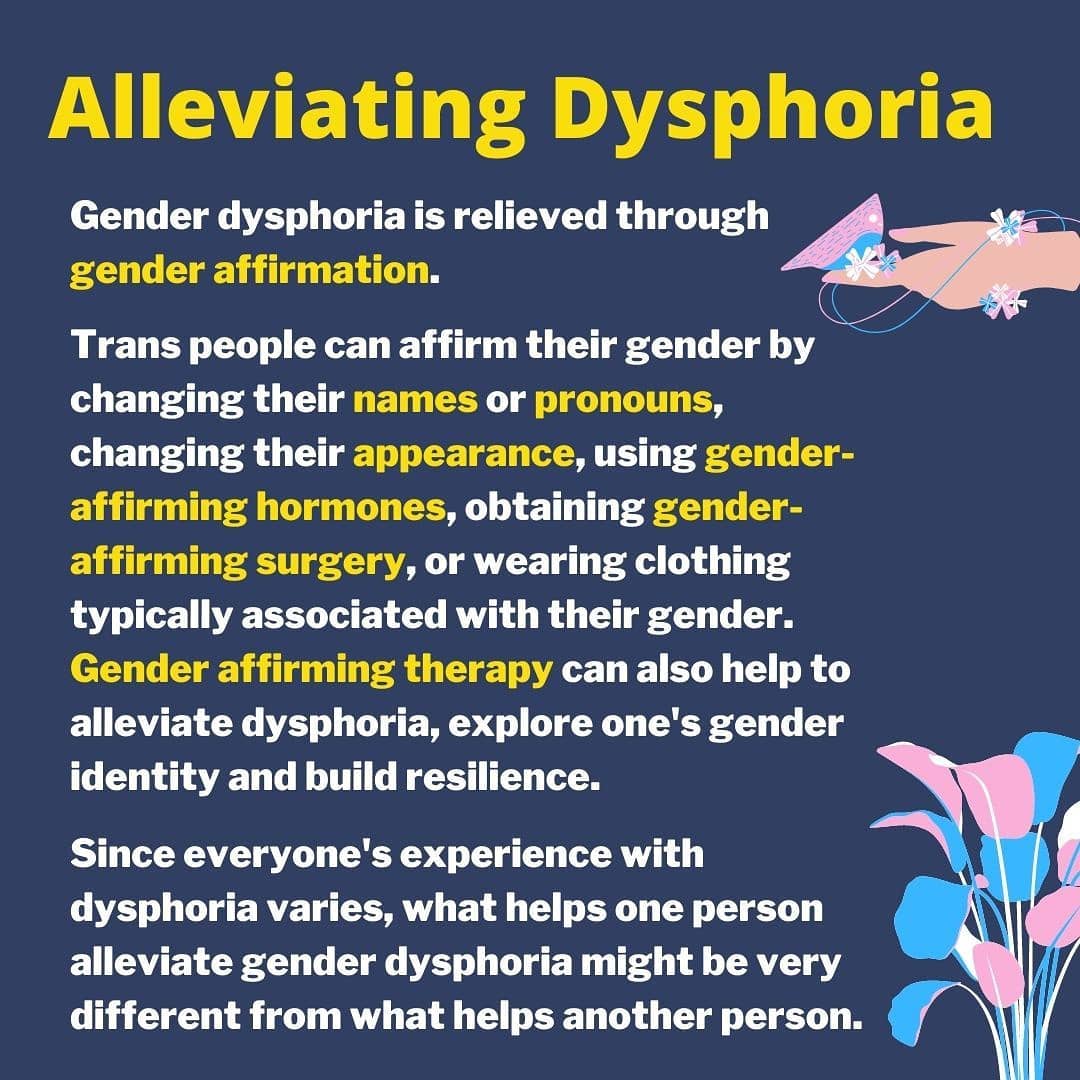 Alleviating Dysphoria
Gender dysphoria is relieved through
gender affirmation.
Trans people can affirm their gender by
changing their names or pronouns,
changing their appearance, using gender-
affirming hormones, obtaining gender-
affirming surgery, or wearing clothing
typically associated with their gender.
Gender affirming therapy can also help to
alleviate dysphoria, explore one's gender
identity and build resilience.
Since everyone's experience with
dysphoria varies, what helps one person
alleviate gender dysphoria might be very
different from what helps another person.